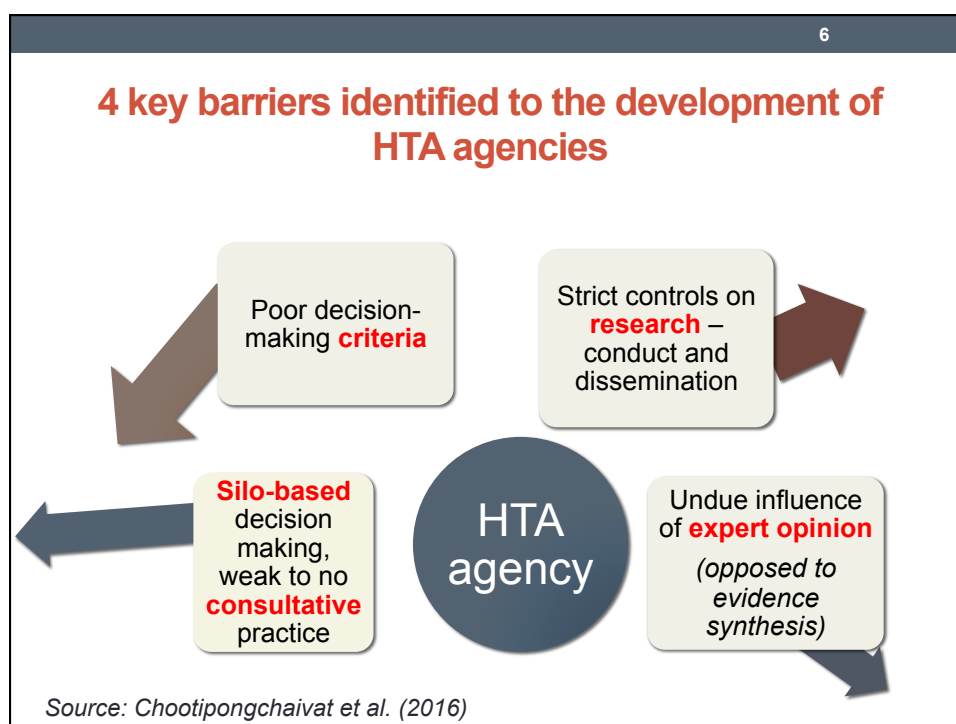 6
4 key barriers identified to the development of
HTA agencies
Poor decision-
making criteria
Strict controls on
research –
conduct and
dissemination
Silo-based
decision
making,
weak to no
consultative
practice
HTA
agency
Undue influence
of expert opinion
(opposed to
evidence
synthesis)
Source: Chootipongchaivat et al. (2016)